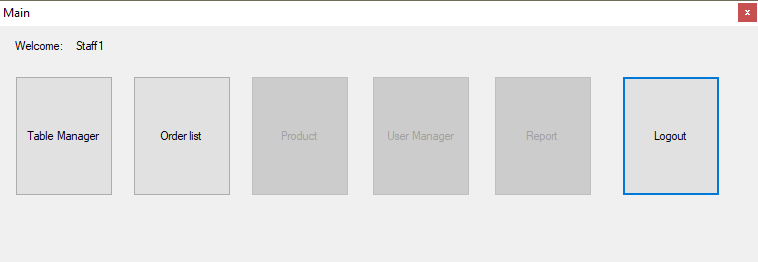 Main
x
Welcome: Staff1
Table Manager
Order list
Product
User Manager
Report
Logout